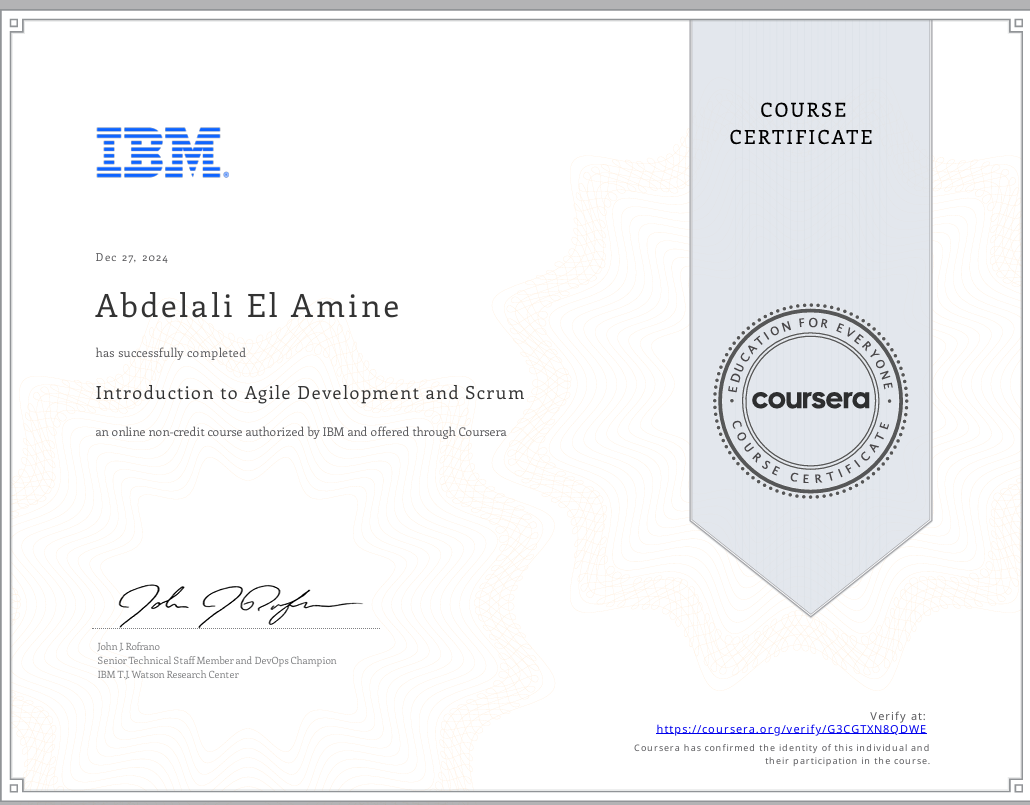 COURSE
CERTIFICATE
IBM®
Dec 27, 2024
Abdelali El Amine
has successfully completed
Introduction to Agile Development and Scrum
an online non-credit course authorized by IBM and offered through Coursera
• EDUCATION FOR EVERYONE •
coursera
COURSE CERTIFICATE
John J Rofrano
John J. Rofrano
Senior Technical Staff Member and DevOps Champion
IBM T.J. Watson Research Center
Verify at:
https://coursera.org/verify/G3CGTXN8QDWE
Coursera has confirmed the identity of this individual and
their participation in the course.